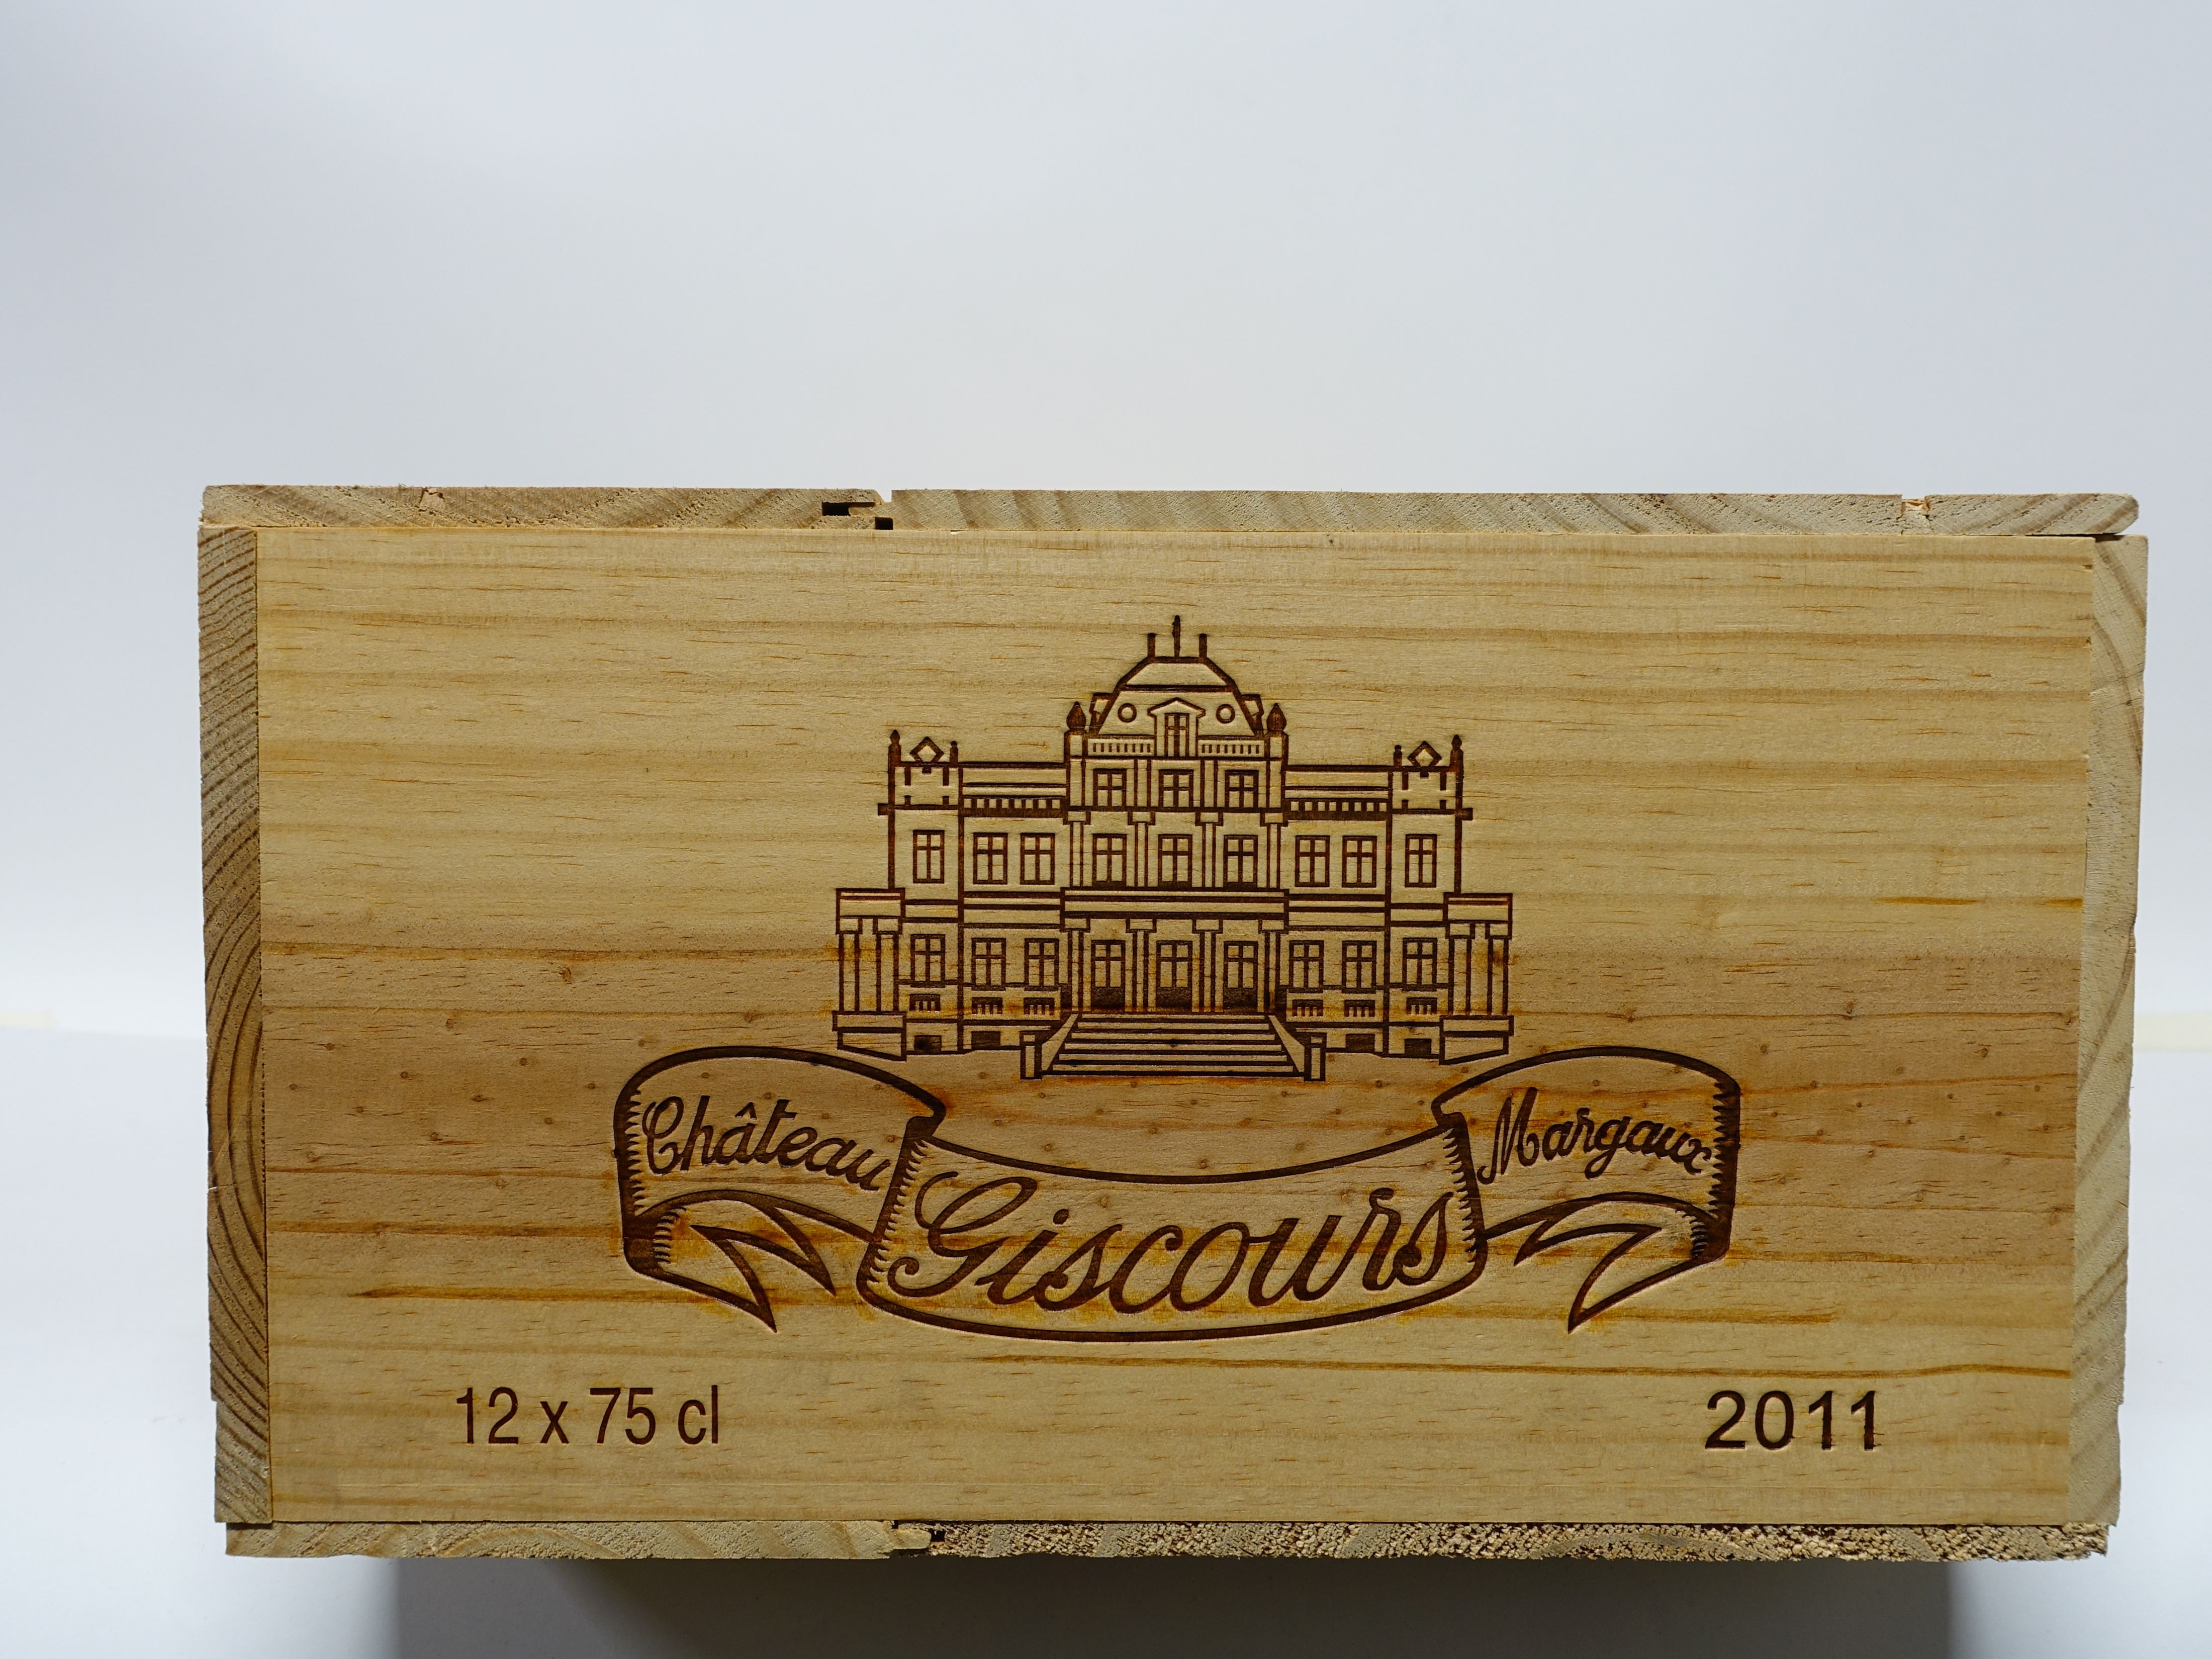 Château Giscours Margaux
12 x 75 cl 2011